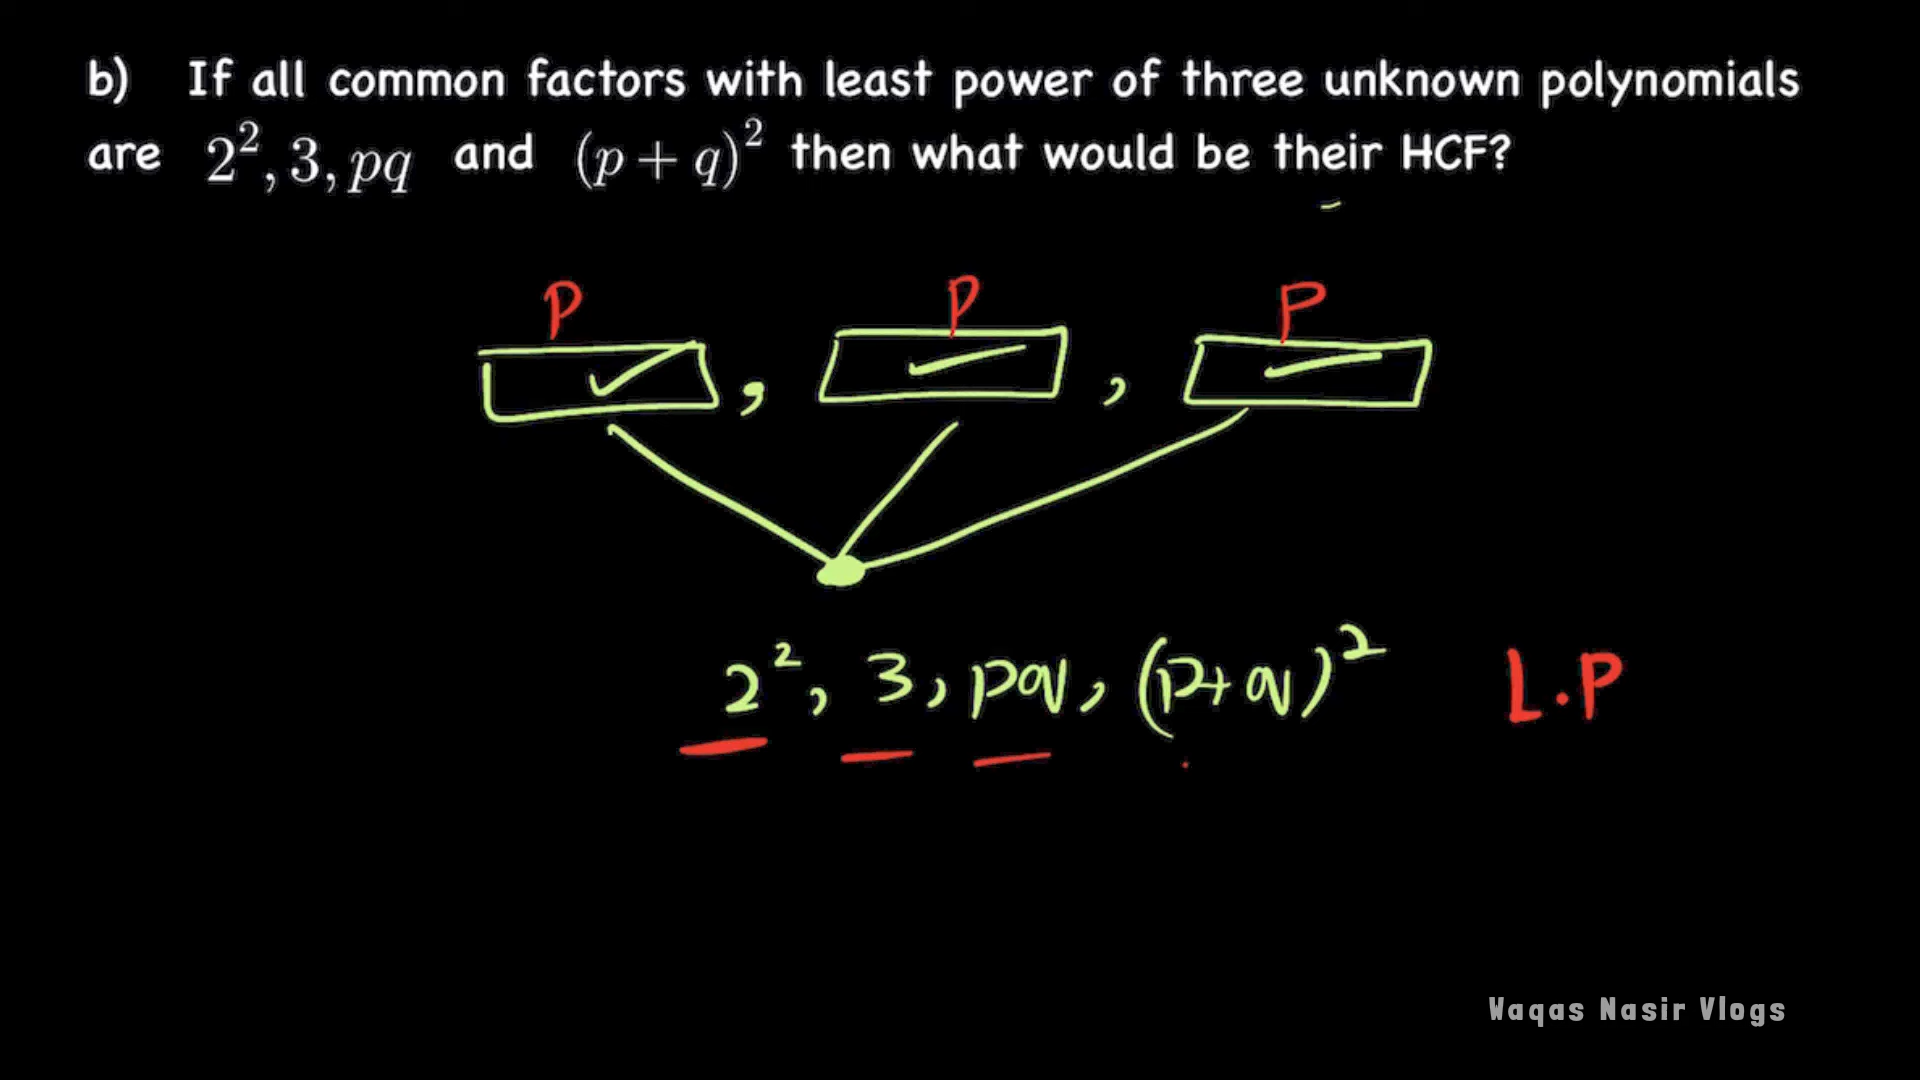 b) If all common factors with least power of three unknown polynomials
are 2², 3, pq and (p + q)² then what would be their HCF?
P P P
, ,
2², 3, pq, (p+q)² L.P
Waqas Nasir Vlogs